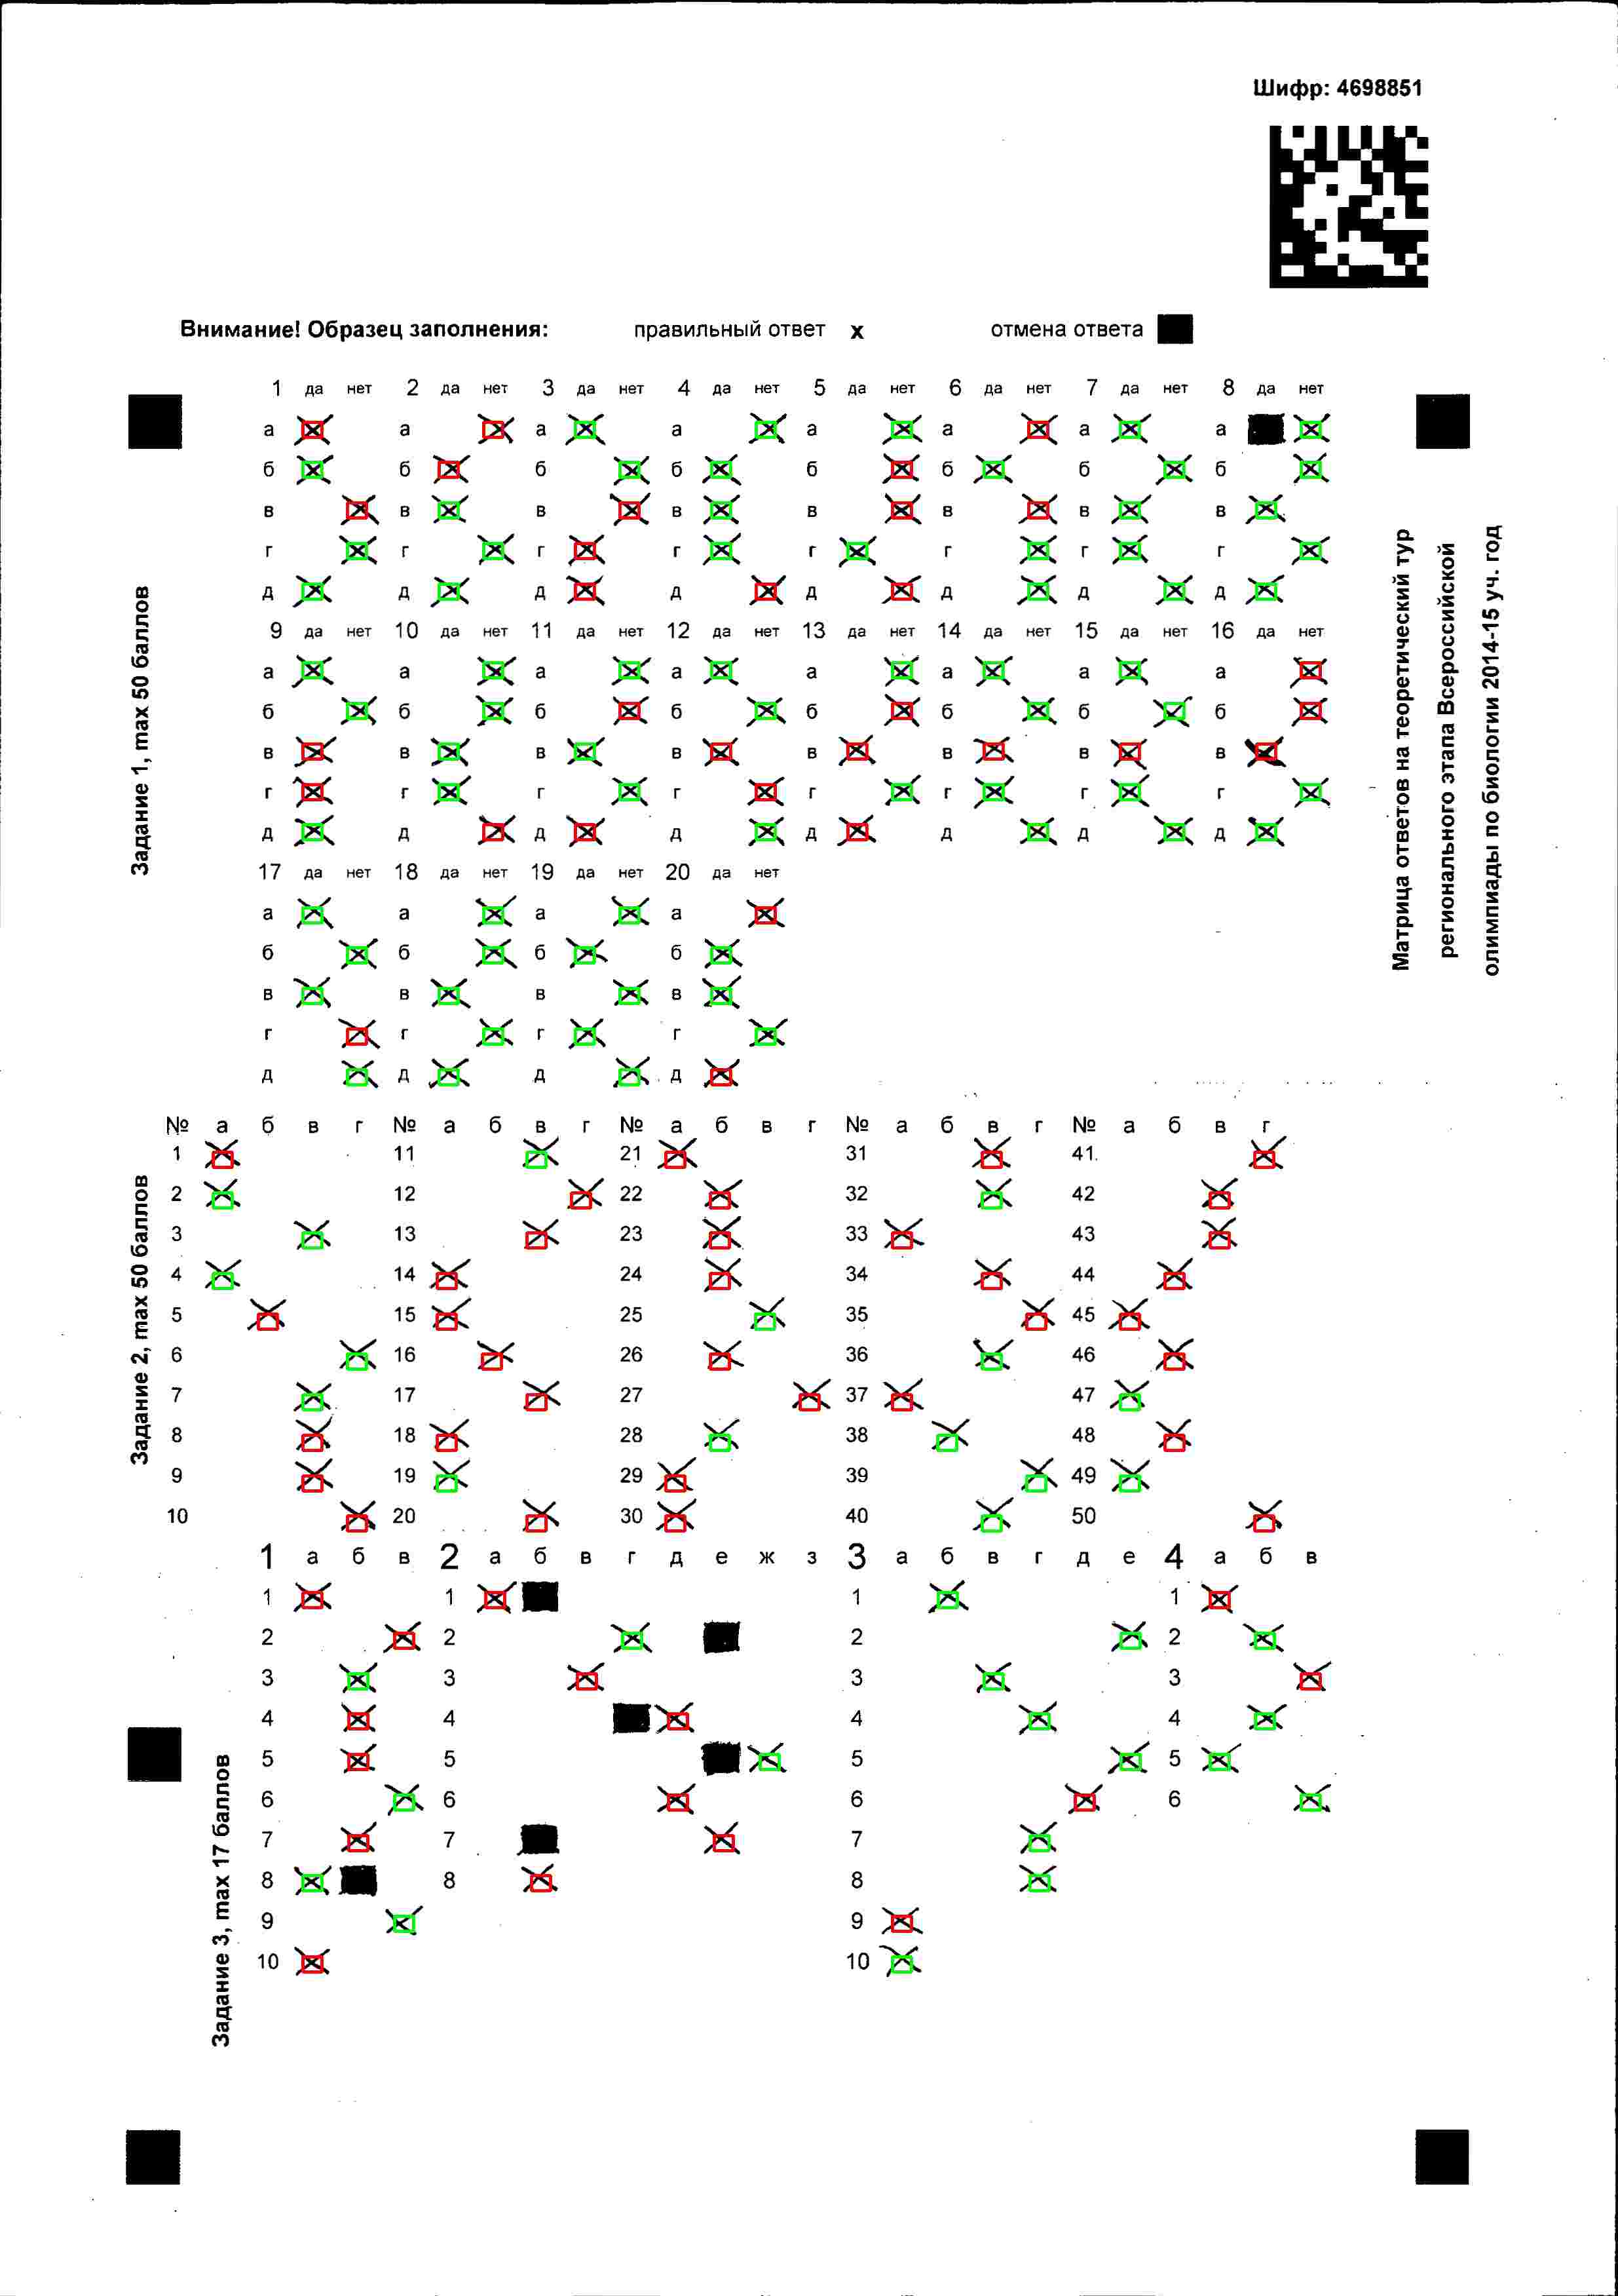 Шифр: 4698851
Внимание! Образец заполнения: правильный ответ x отмена ответа
1 да нет 2 да нет 3 да нет 4 да нет 5 да нет 6 да нет 7 да нет 8 да нет
а а а а а а а а
б б б б б б б б
в в в в в в в в
г г г г г г г г
д д д д д д д д
9 да нет 10 да нет 11 да нет 12 да нет 13 да нет 14 да нет 15 да нет 16 да нет
а а а а а а а а
б б б б б б б б
в в в в в в в в
г г г г г г г г
д д д д д д д д
17 да нет 18 да нет 19 да нет 20 да нет
а а а а
б б б б
в в в в
г г г г
д д д д
Задание 1, max 50 баллов
Матрица ответов на теоретический тур
регионального этапа Всероссийской
олимпиады по биологии 2014-15 уч. год
№ а б в г № а б в г № а б в г № а б в г № а б в г
1 11 21 31 41
2 12 22 32 42
3 13 23 33 43
4 14 24 34 44
5 15 25 35 45
6 16 26 36 46
7 17 27 37 47
8 18 28 38 48
9 19 29 39 49
10 20 30 40 50
Задание 2, max 50 баллов
1 а б в 2 а б в г д е ж з 3 а б в г д е 4 а б в
1 1 1 1
2 2 2 2
3 3 3 3
4 4 4 4
5 5 5 5
6 6 6 6
7 7 7
8 8 8
9 9
10 10
Задание 3, max 17 баллов